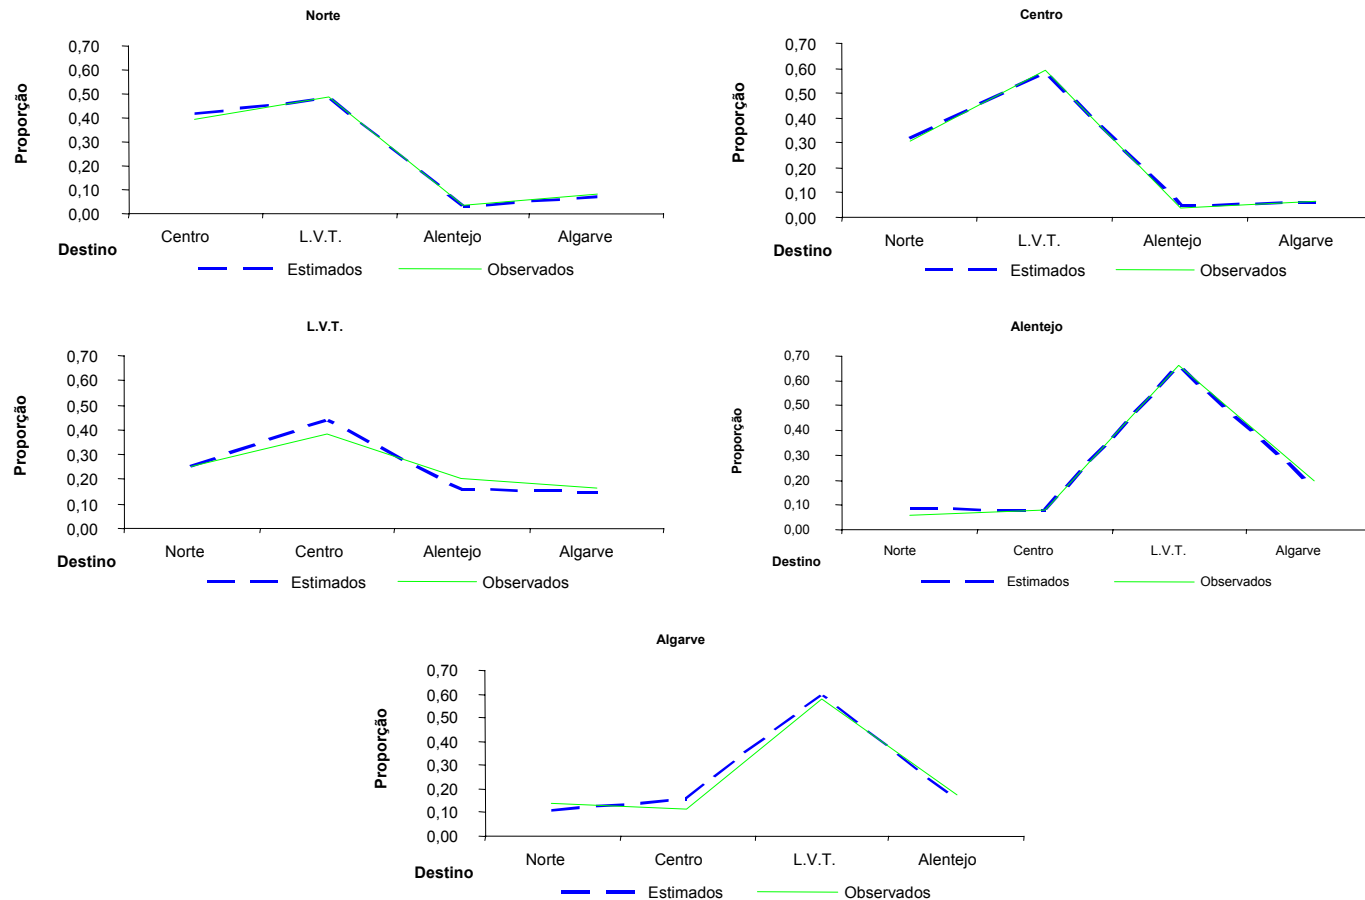 Norte
Proporção
0,70
0,60
0,50
0,40
0,30
0,20
0,10
0,00
Centro L.V.T. Alentejo Algarve
Destino
Estimados Observados
Centro
Proporção
0,70
0,60
0,50
0,40
0,30
0,20
0,10
0,00
Norte L.V.T. Alentejo Algarve
Destino
Estimados Observados
L.V.T.
Proporção
0,70
0,60
0,50
0,40
0,30
0,20
0,10
0,00
Norte Centro Alentejo Algarve
Destino
Estimados Observados
Alentejo
Proporção
0,70
0,60
0,50
0,40
0,30
0,20
0,10
0,00
Norte Centro L.V.T. Algarve
Destino
Estimados Observados
Algarve
Proporção
0,70
0,60
0,50
0,40
0,30
0,20
0,10
0,00
Norte Centro L.V.T. Alentejo
Destino
Estimados Observados